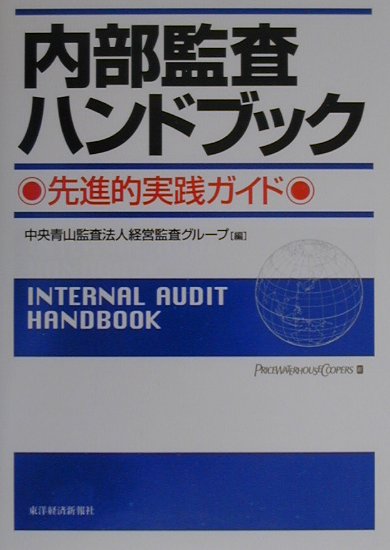 内部監査
ハンドブック
先進的実践ガイド
中央青山監査法人経営監査グループ[編]
INTERNAL AUDIT
HANDBOOK
PRICEWATERHOUSECOOPERS
東洋経済新報社